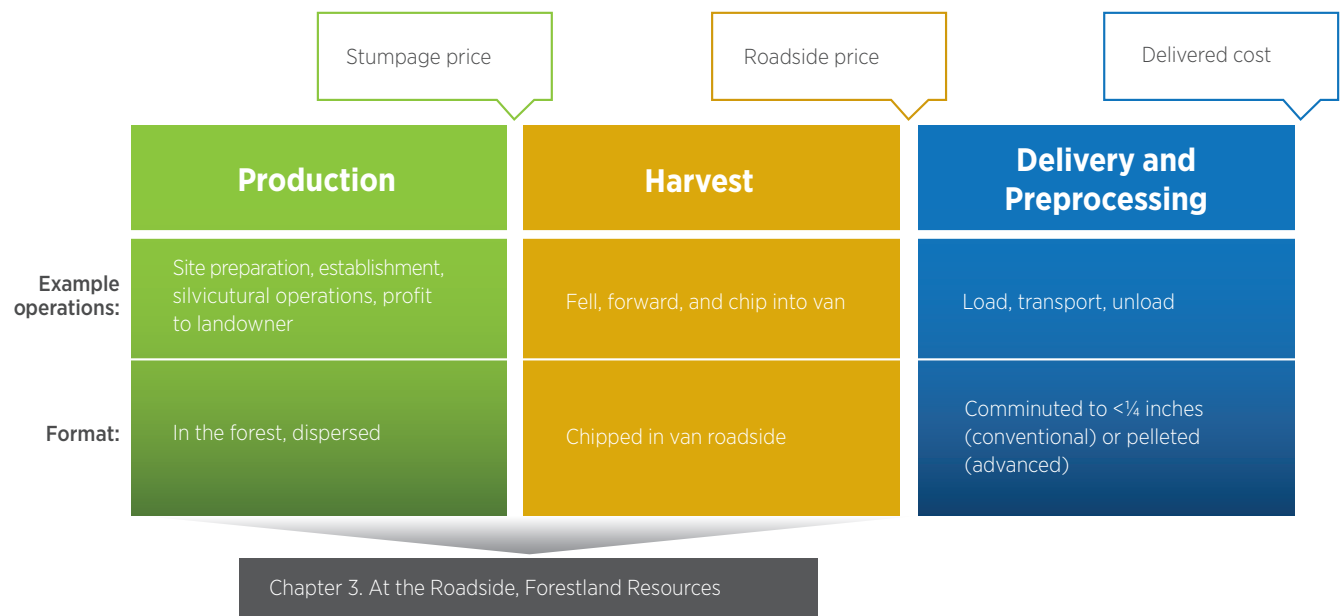 Stumpage price
Roadside price
Delivered cost
Production
Harvest
Delivery and
Preprocessing
Example
operations:
Site preparation, establishment,
silvicutural operations, profit
to landowner
Fell, forward, and chip into van
Load, transport, unload
Format:
In the forest, dispersed
Chipped in van roadside
Comminuted to <¼ inches
(conventional) or pelleted
(advanced)
Chapter 3. At the Roadside, Forestland Resources